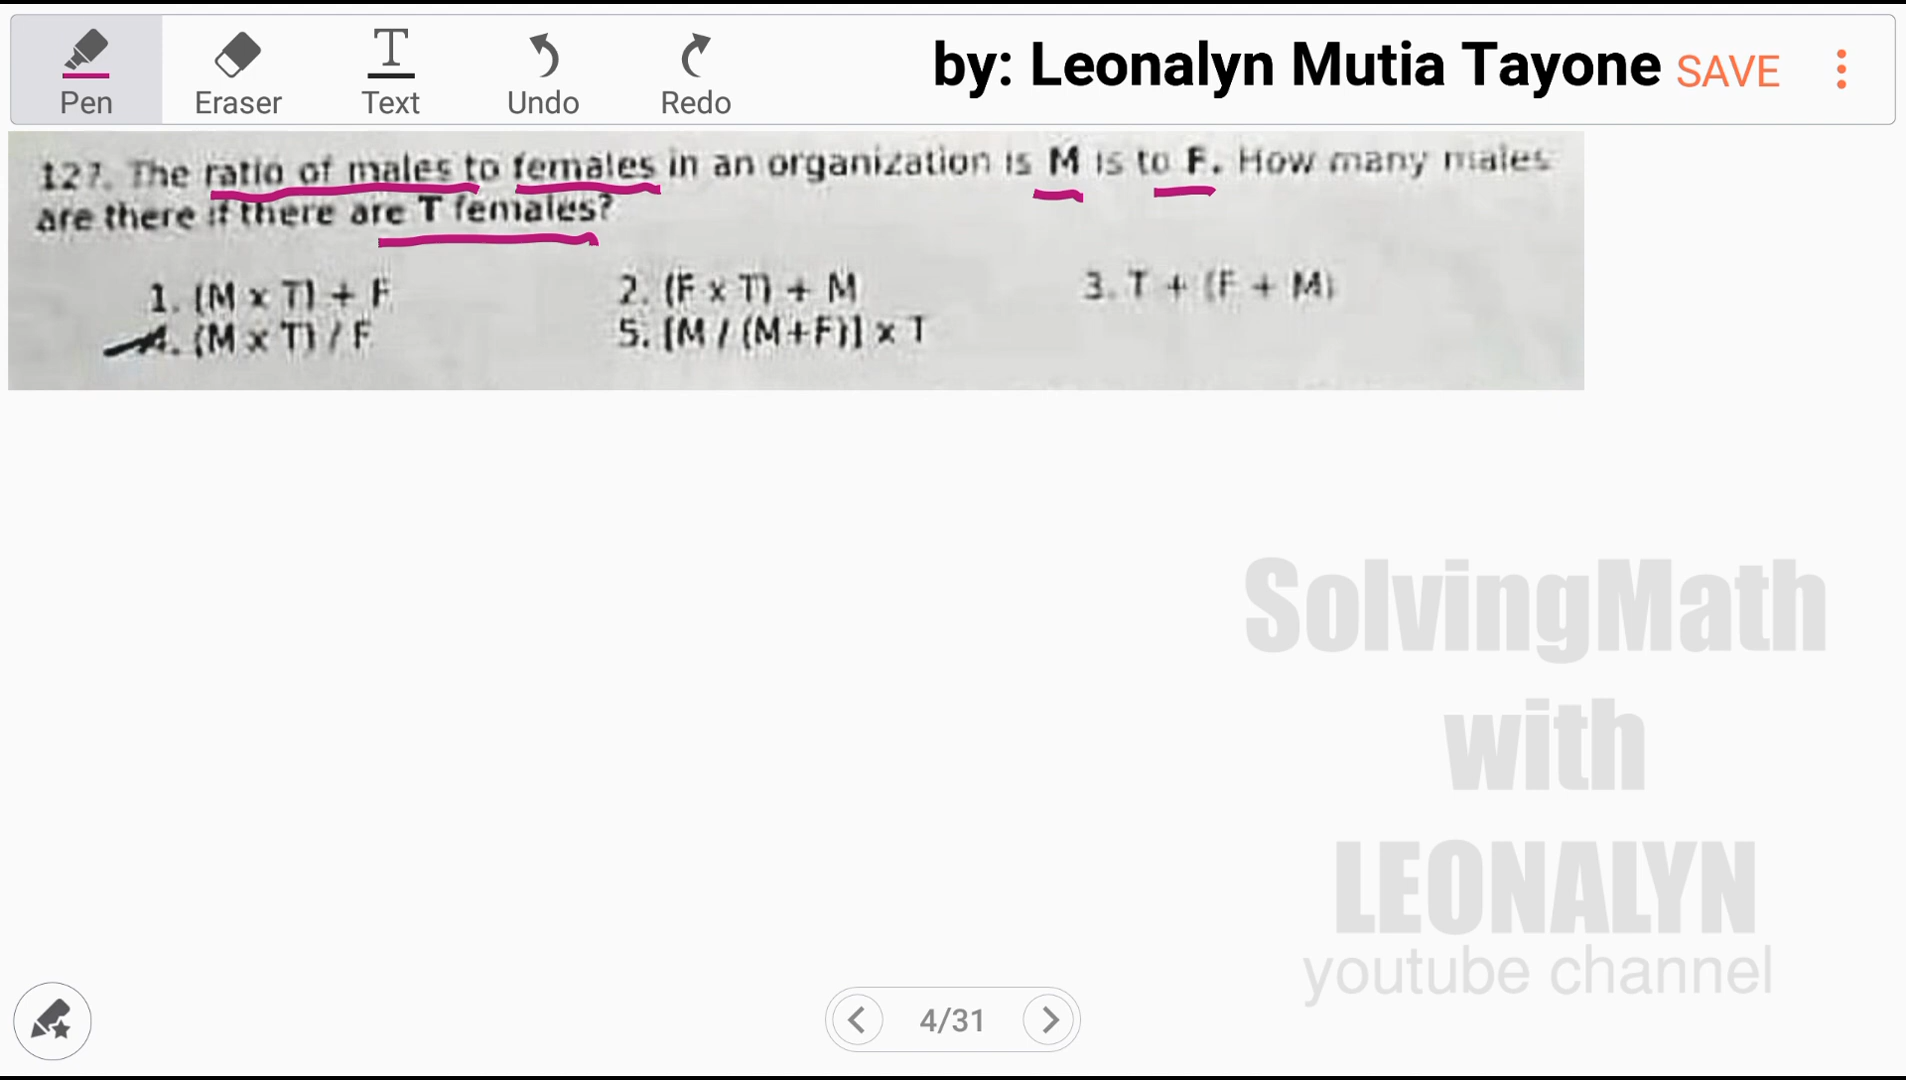 Pen
Eraser
Text
Undo
Redo
by: Leonalyn Mutia Tayone
SAVE
127. The ratio of males to females in an organization is M is to F. How many males
are there if there are T females?
1. (M x T) + F
2. (F x T) + M
3. T + (F + M)
4. (M x T) / F
5. [M / (M+F)] x T
SolvingMath
with
LEONALYN
youtube channel
4/31